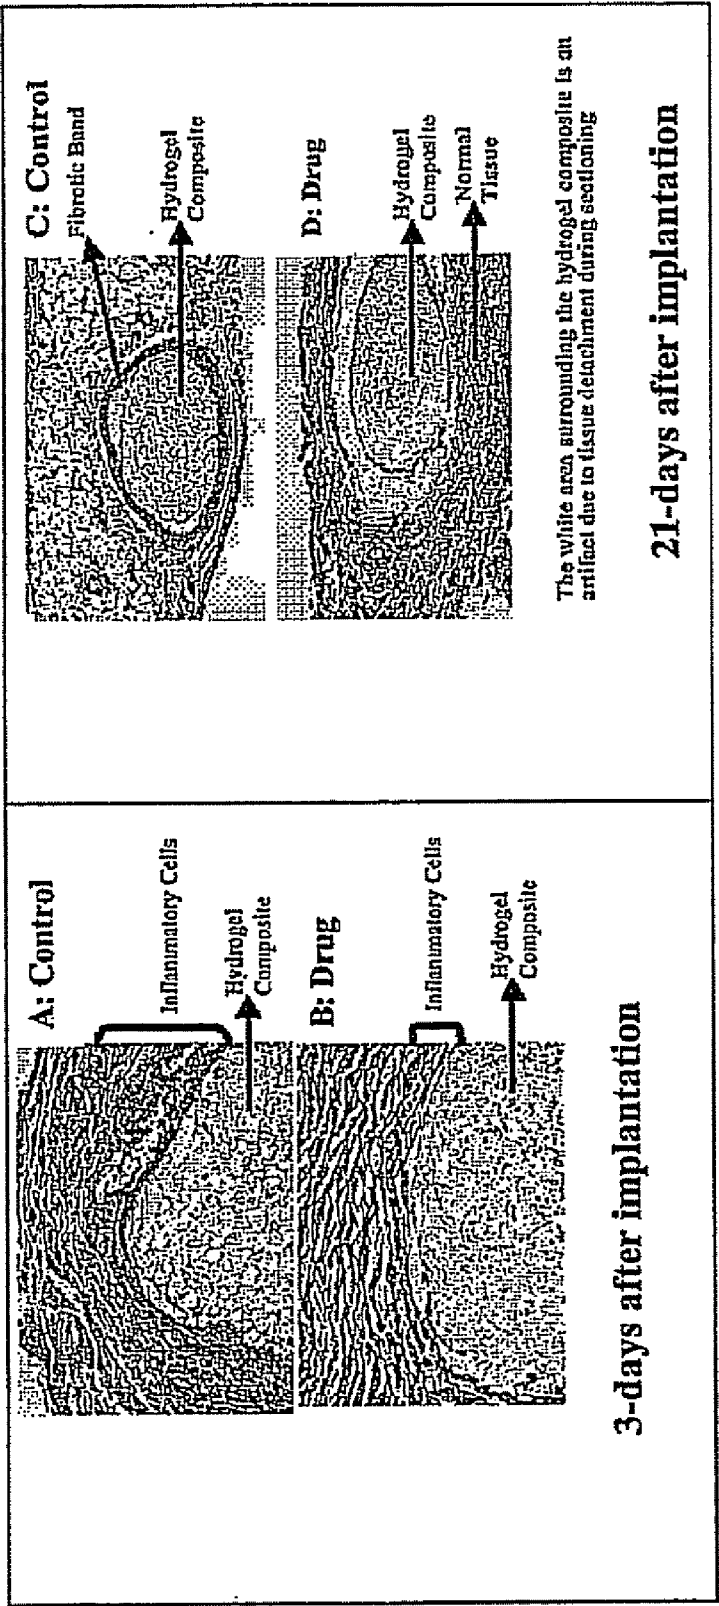 A: Control
Inflammatory Cells
Hydrogel
Composite
B: Drug
Inflammatory Cells
Hydrogel
Composite
3-days after implantation
C: Control
Fibrotic Band
Hydrogel
Composite
D: Drug
Hydrogel
Composite
Normal
Tissue
The white area surrounding the hydrogel composite is an
artifact due to tissue detachment during sectioning
21-days after implantation